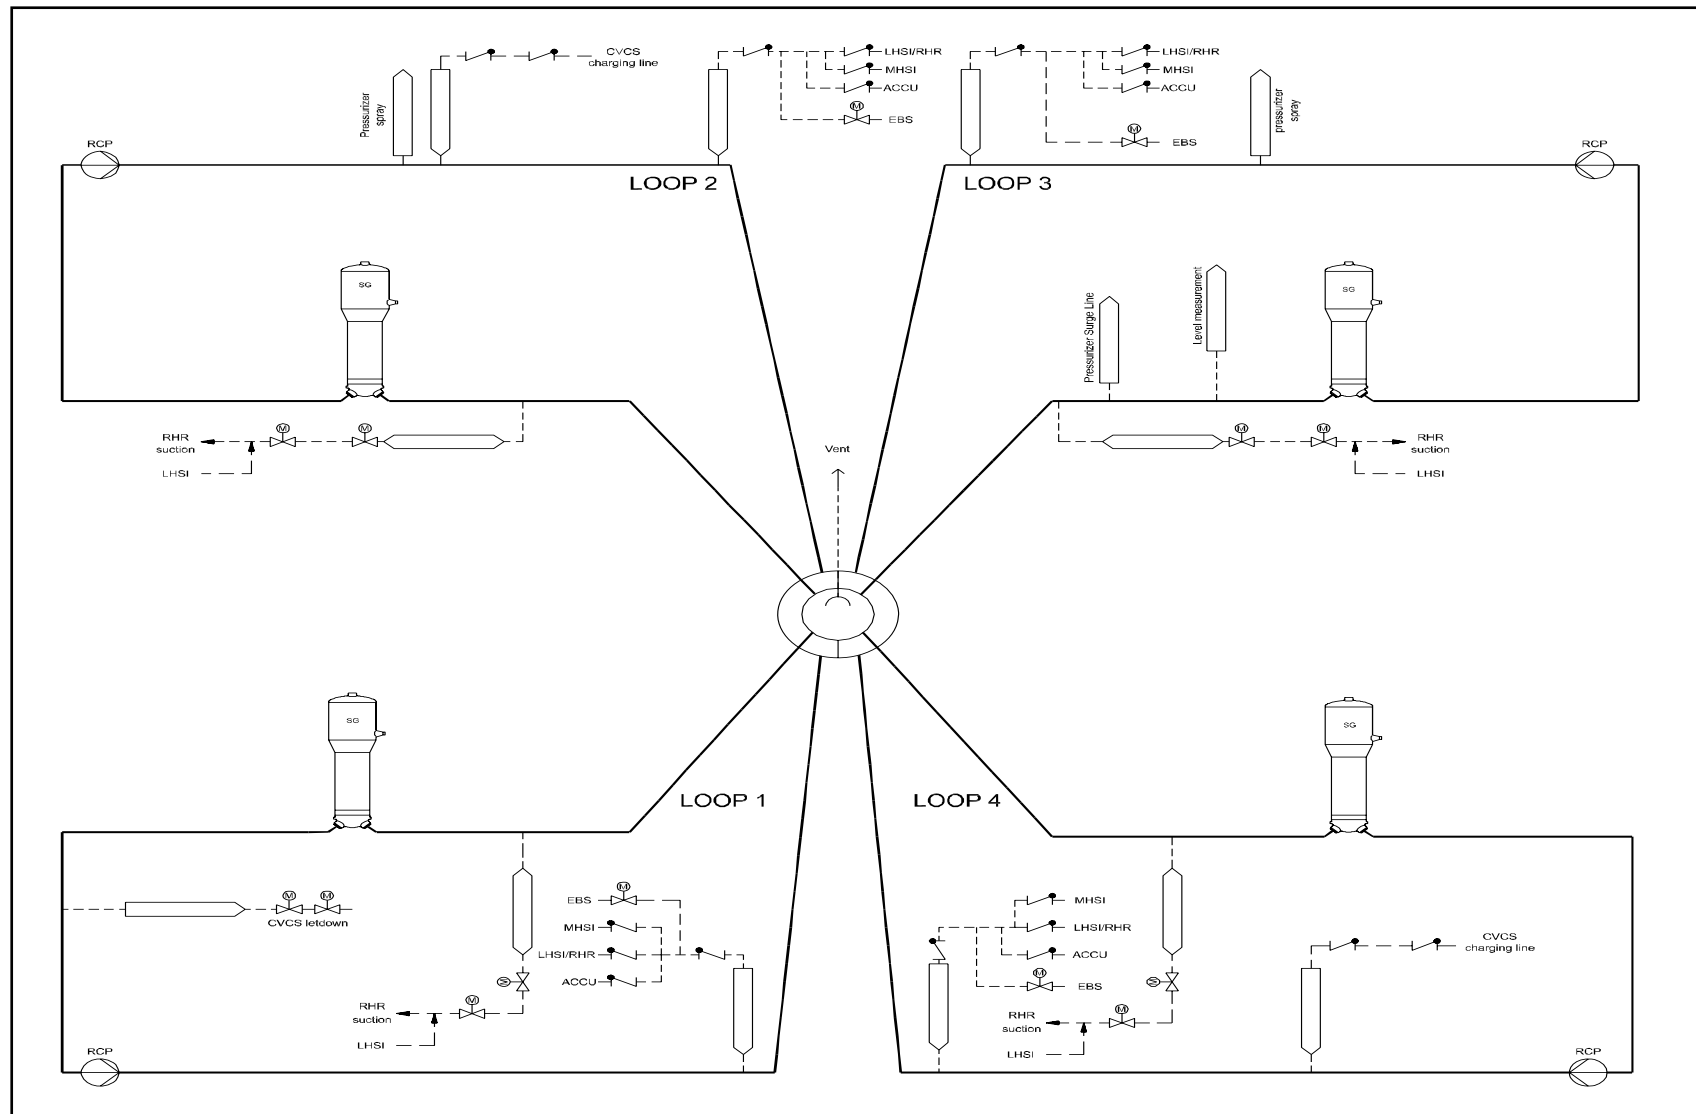 CVCS
charging line
LHSI/RHR
MHSI
ACCU
EBS
LHSI/RHR
MHSI
ACCU
EBS
Pressurizer
spray
pressurizer
spray
RCP
RCP
LOOP 2
LOOP 3
SG
SG
Pressurizer Surge Line
Level measurement
M
M
M
M
M
M
RHR
suction
LHSI
RHR
suction
LHSI
Vent
SG
SG
LOOP 1
LOOP 4
M
M
CVCS letdown
EBS
M
MHSI
LHSI/RHR
ACCU
M
M
RHR
suction
LHSI
MHSI
LHSI/RHR
ACCU
M
EBS
M
M
RHR
suction
LHSI
CVCS
charging line
RCP
RCP